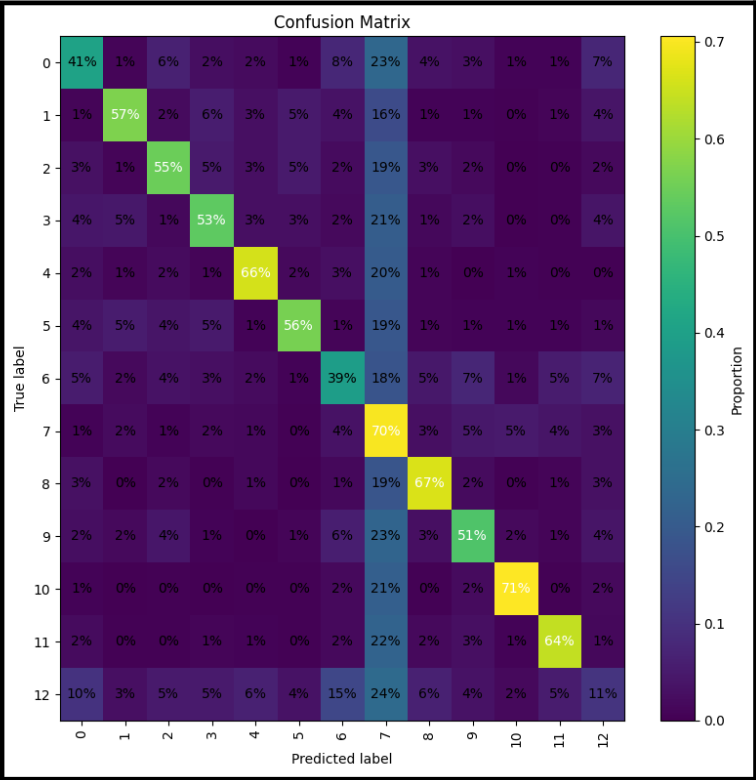 Confusion Matrix
0 41% 1% 6% 2% 2% 1% 8% 23% 4% 3% 1% 1% 7%
1 1% 57% 2% 6% 3% 5% 4% 16% 1% 1% 0% 1% 4%
2 3% 1% 55% 5% 3% 5% 2% 19% 3% 2% 0% 0% 2%
3 4% 5% 1% 53% 3% 3% 2% 21% 1% 2% 0% 0% 4%
4 2% 1% 2% 1% 66% 2% 3% 20% 1% 0% 1% 0% 0%
5 4% 5% 4% 5% 1% 56% 1% 19% 1% 1% 1% 1% 1%
6 5% 2% 4% 3% 2% 1% 39% 18% 5% 7% 1% 5% 7%
7 1% 2% 1% 2% 1% 0% 4% 70% 3% 5% 5% 4% 3%
8 3% 0% 2% 0% 1% 0% 1% 19% 67% 2% 0% 1% 3%
9 2% 2% 4% 1% 0% 1% 6% 23% 3% 51% 2% 1% 4%
10 1% 0% 0% 0% 0% 0% 2% 21% 0% 2% 71% 0% 2%
11 2% 0% 0% 1% 1% 0% 2% 22% 2% 3% 1% 64% 1%
12 10% 3% 5% 5% 6% 4% 15% 24% 6% 4% 2% 5% 11%
0 1 2 3 4 5 6 7 8 9 10 11 12
Predicted label
True label
0.7
0.6
0.5
0.4
0.3
0.2
0.1
0.0
Proportion